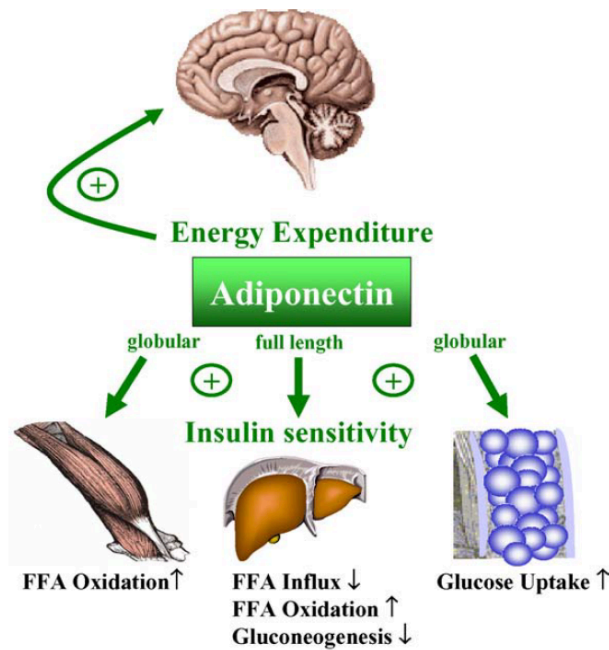 +
Energy Expenditure
Adiponectin
globular full length globular
+ +
Insulin sensitivity
FFA Oxidation↑ FFA Influx ↓ Glucose Uptake ↑
FFA Oxidation ↑
Gluconeogenesis ↓